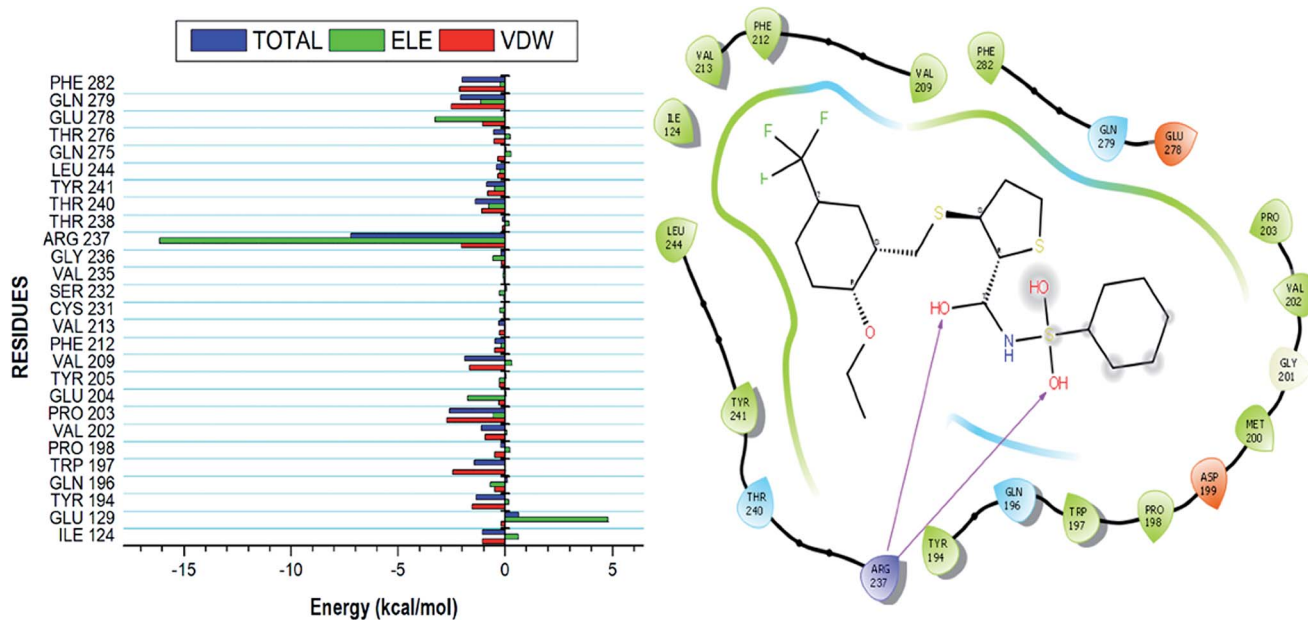 TOTAL ELE VDW
RESIDUES
PHE 282
GLN 279
GLU 278
THR 276
GLN 275
LEU 244
TYR 241
THR 240
THR 238
ARG 237
GLY 236
VAL 235
SER 232
CYS 231
VAL 213
PHE 212
VAL 209
TYR 205
GLU 204
PRO 203
VAL 202
PRO 198
TRP 197
GLN 196
TYR 194
GLU 129
ILE 124
-15 -10 -5 0 5
Energy (kcal/mol)
PHE
212
VAL
213
VAL
209
PHE
282
ILE
124
GLN
279
GLU
278
F
F
LEU
244
S
S
PRO
203
VAL
202
GLY
201
MET
200
ASP
199
HO
HO
N
H
S
OH
O
TYR
241
THR
240
ARG
237
TYR
194
GLN
196
TRP
197
PRO
198